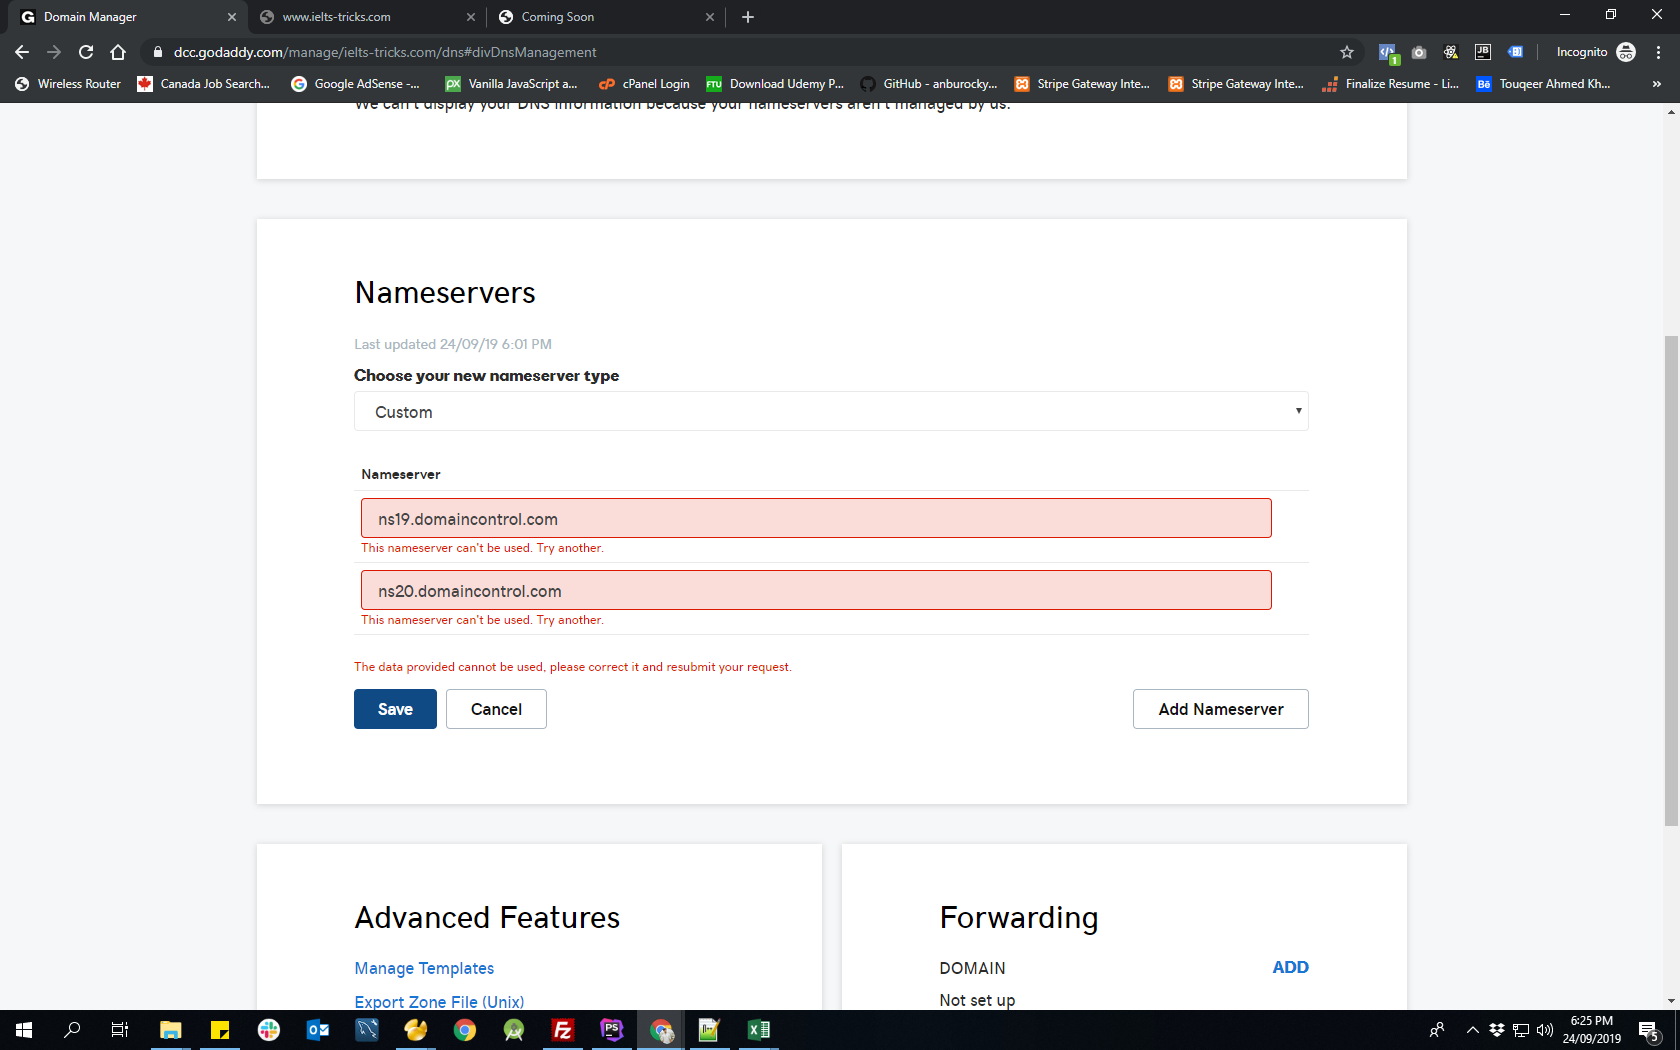 Domain Manager
www.ielts-tricks.com
Coming Soon
dcc.godaddy.com/manage/ielts-tricks.com/dns#divDnsManagement
1
JB
Incognito
Wireless Router
Canada Job Search...
Google AdSense -...
PX
Vanilla JavaScript a...
cP
cPanel Login
FTU
Download Udemy P...
GitHub - anburocky...
Stripe Gateway Inte...
Stripe Gateway Inte...
Finalize Resume - Li...
Bē
Touqeer Ahmed Kh...
»
We can't display your DNS information because your nameservers aren't managed by us.
Nameservers
Last updated 24/09/19 6:01 PM
Choose your new nameserver type
Custom
Nameserver
ns19.domaincontrol.com
This nameserver can't be used. Try another.
ns20.domaincontrol.com
This nameserver can't be used. Try another.
The data provided cannot be used, please correct it and resubmit your request.
Save
Cancel
Add Nameserver
Advanced Features
Manage Templates
Export Zone File (Unix)
Forwarding
DOMAIN
ADD
Not set up
6:25 PM
24/09/2019
5